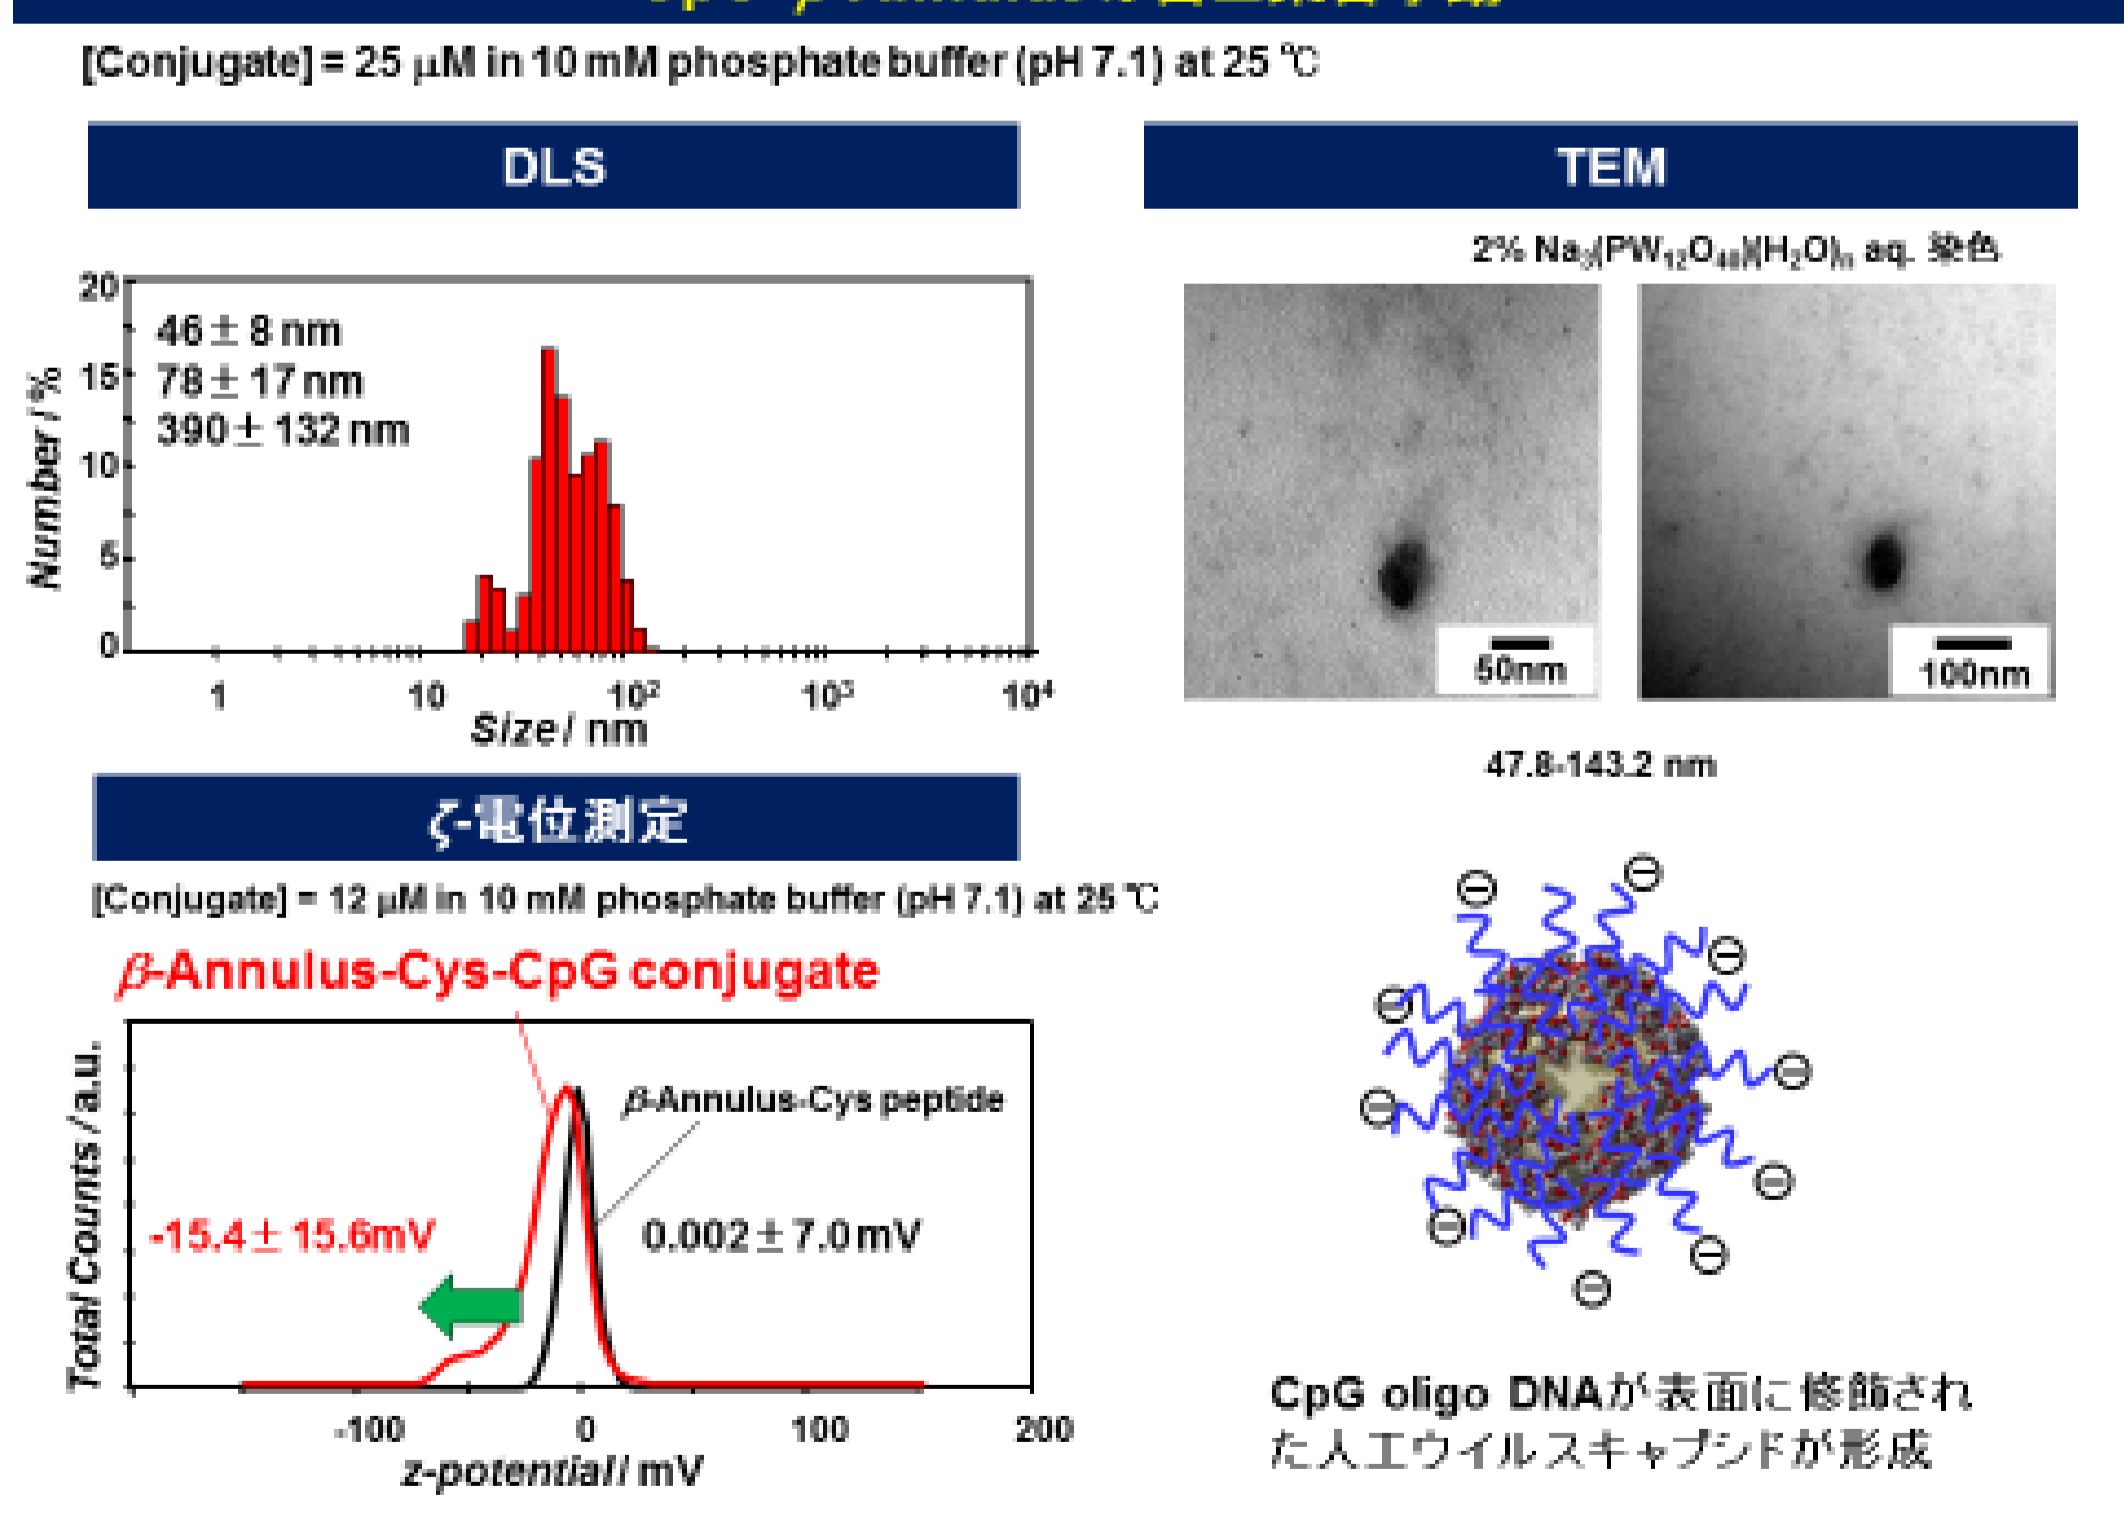 [Conjugate] = 25 μM in 10 mM phosphate buffer (pH 7.1) at 25 ℃
DLS
20
15
10
5
0
Number / %
46 ± 8 nm
78 ± 17 nm
390 ± 132 nm
1
10
10²
10³
10⁴
Size / nm
TEM
2% Na₃(PW₁₂O₄₀)(H₂O)ₙ aq. 染色
50nm
100nm
47.8-143.2 nm
ζ-電位測定
[Conjugate] = 12 μM in 10 mM phosphate buffer (pH 7.1) at 25 ℃
β-Annulus-Cys-CpG conjugate
β-Annulus-Cys peptide
-15.4 ± 15.6mV
0.002 ± 7.0 mV
Total Counts / a.u.
-100
0
100
200
z-potential / mV
CpG oligo DNAが表面に修飾され
た人工ウイルスキャプシドが形成